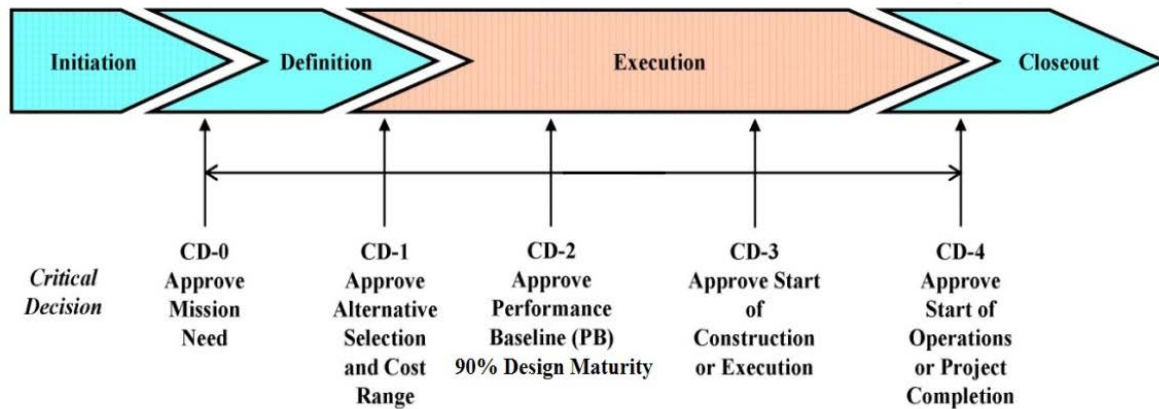 Initiation
Definition
Execution
Closeout
Critical
Decision
CD-0
Approve
Mission
Need
CD-1
Approve
Alternative
Selection
and Cost
Range
CD-2
Approve
Performance
Baseline (PB)
90% Design Maturity
CD-3
Approve Start
of
Construction
or Execution
CD-4
Approve
Start of
Operations
or Project
Completion